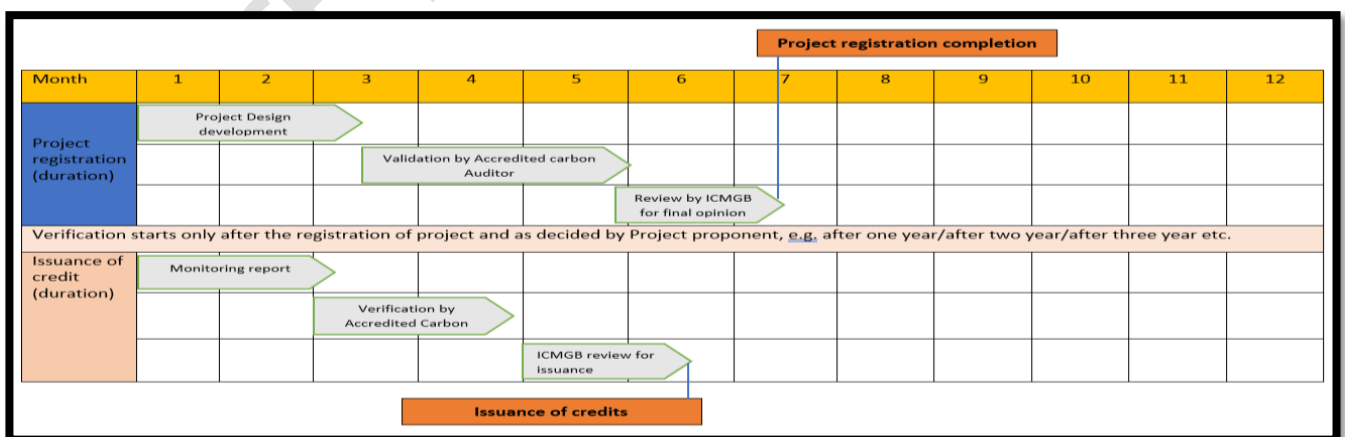 Project registration completion
Month 1 2 3 4 5 6 7 8 9 10 11 12
Project Design
development
Project
registration
(duration)
Validation by Accredited carbon
Auditor
Review by ICMGB
for final opinion
Verification starts only after the registration of project and as decided by Project proponent, e.g. after one year/after two year/after three year etc.
Issuance of
credit
(duration)
Monitoring report
Verification by
Accredited Carbon
ICMGB review for
issuance
Issuance of credits